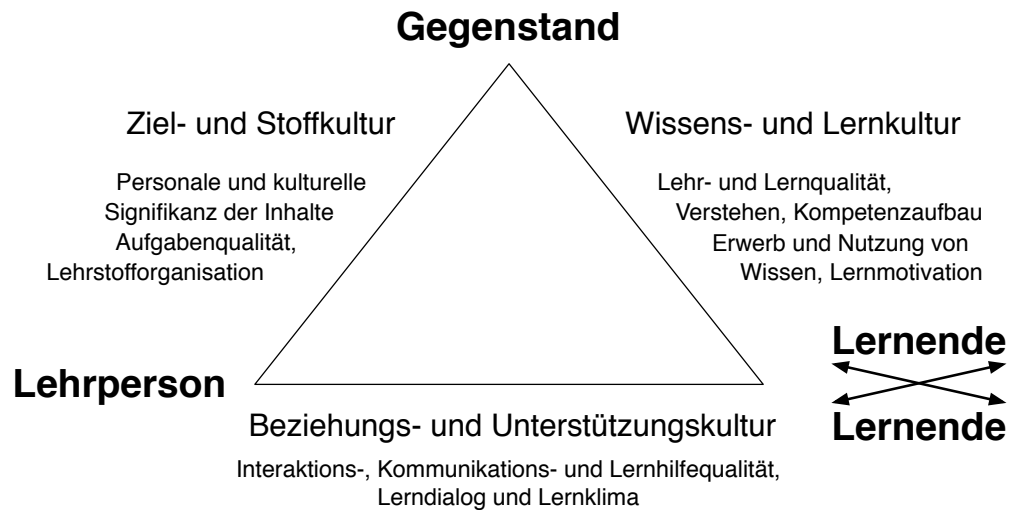 Gegenstand
Ziel- und Stoffkultur
Personale und kulturelle
Signifikanz der Inhalte
Aufgabenqualität,
Lehrstofforganisation
Wissens- und Lernkultur
Lehr- und Lernqualität,
Verstehen, Kompetenzaufbau
Erwerb und Nutzung von
Wissen, Lernmotivation
Lehrperson
Lernende
Lernende
Beziehungs- und Unterstützungskultur
Interaktions-, Kommunikations- und Lernhilfequalität,
Lerndialog und Lernklima